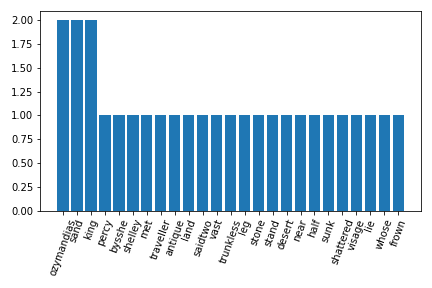 2.00
1.75
1.50
1.25
1.00
0.75
0.50
0.25
0.00
ozymandias
sand
king
percy
bysshe
shelley
met
traveller
antique
land
saidtwo
vast
trunkless
leg
stone
stand
desert
near
half
sunk
shattered
visage
lie
whose
frown